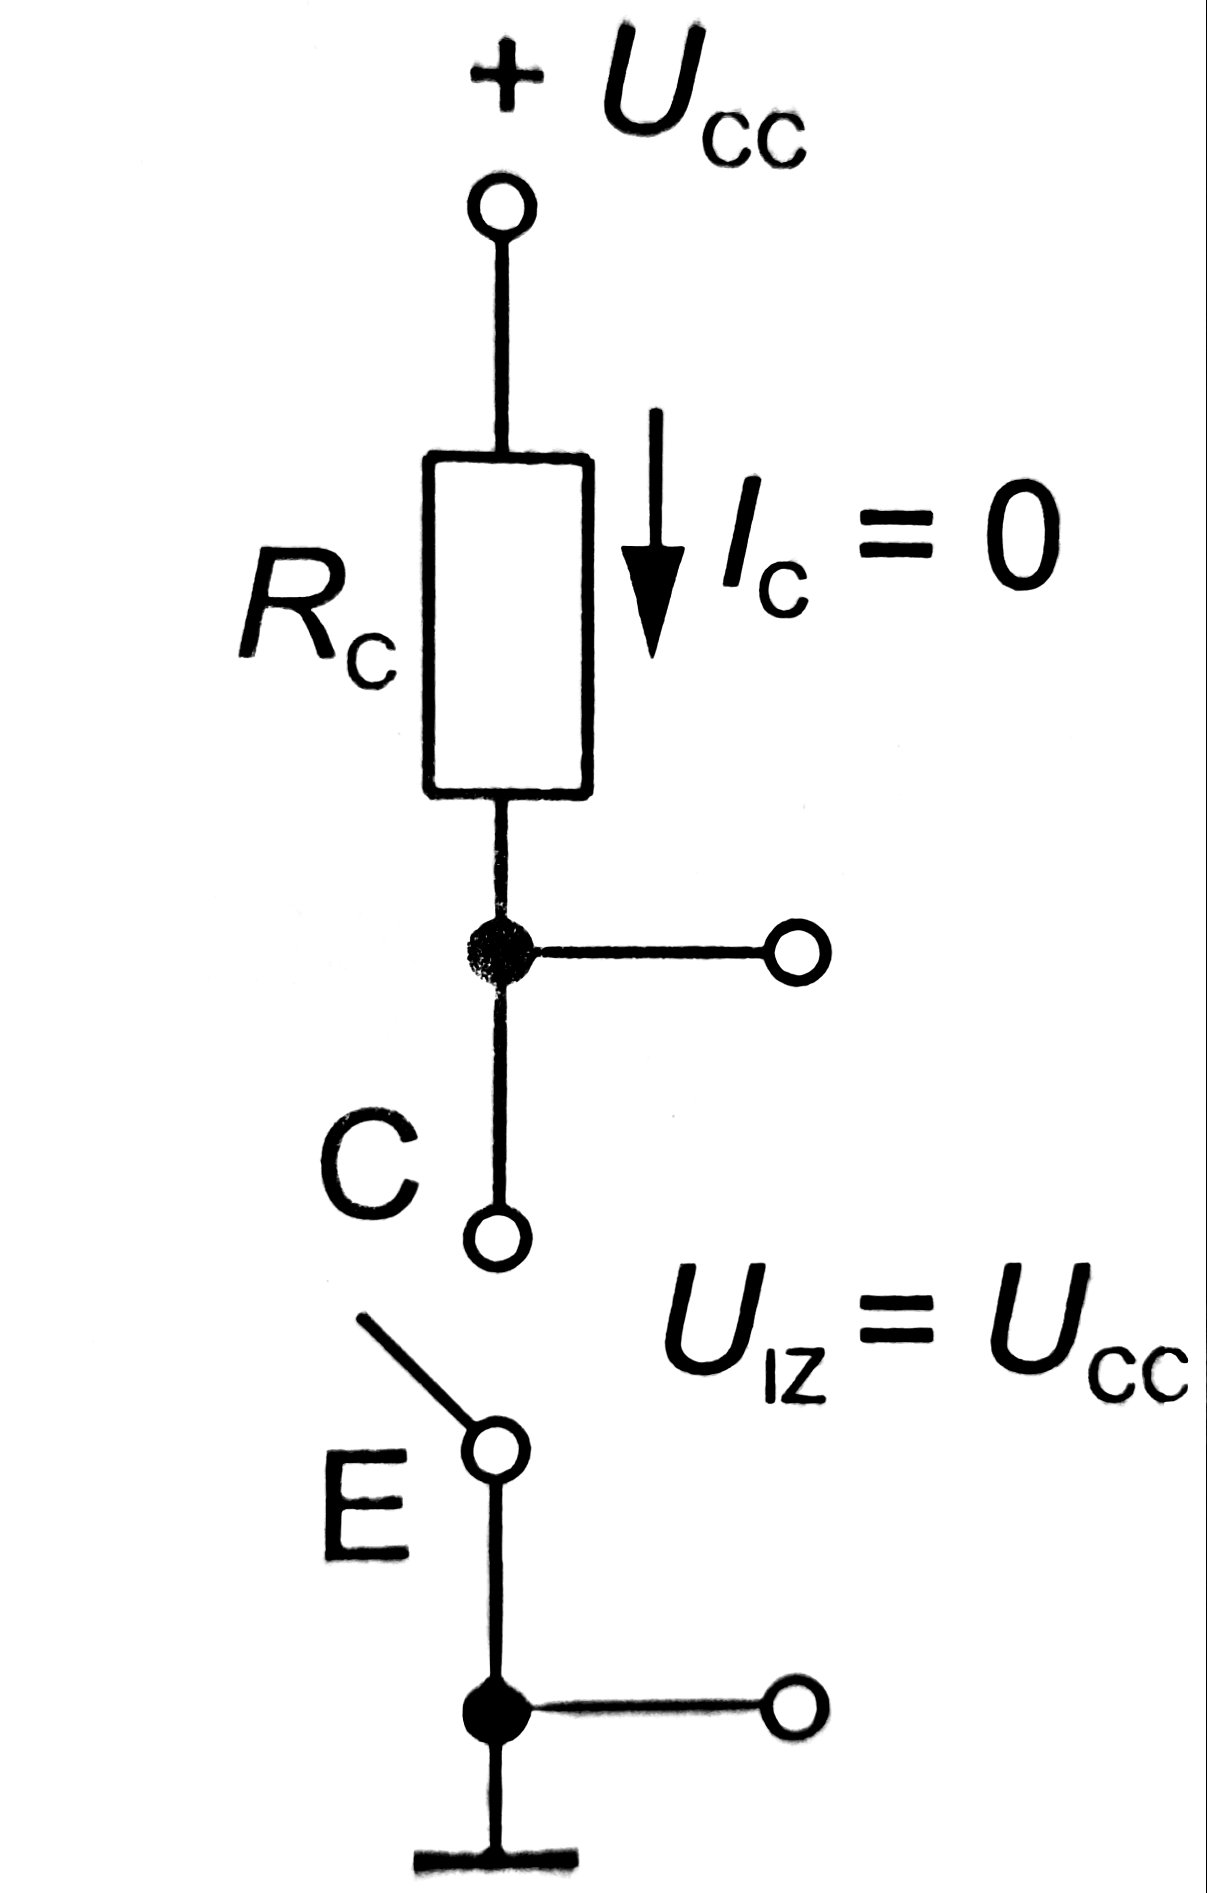 + U_CC
I_C = 0
R_C
C
U_IZ = U_CC
E